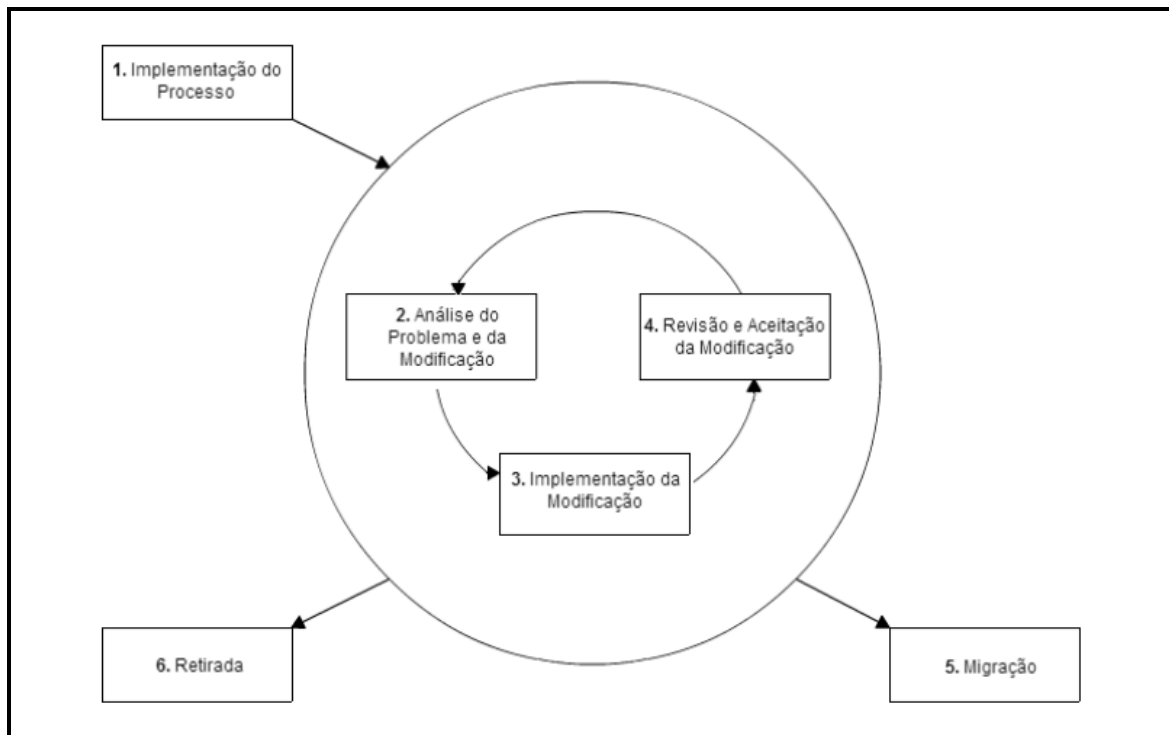 1. Implementação do
Processo
2. Análise do
Problema e da
Modificação
4. Revisão e Aceitação
da Modificação
3. Implementação da
Modificação
6. Retirada
5. Migração